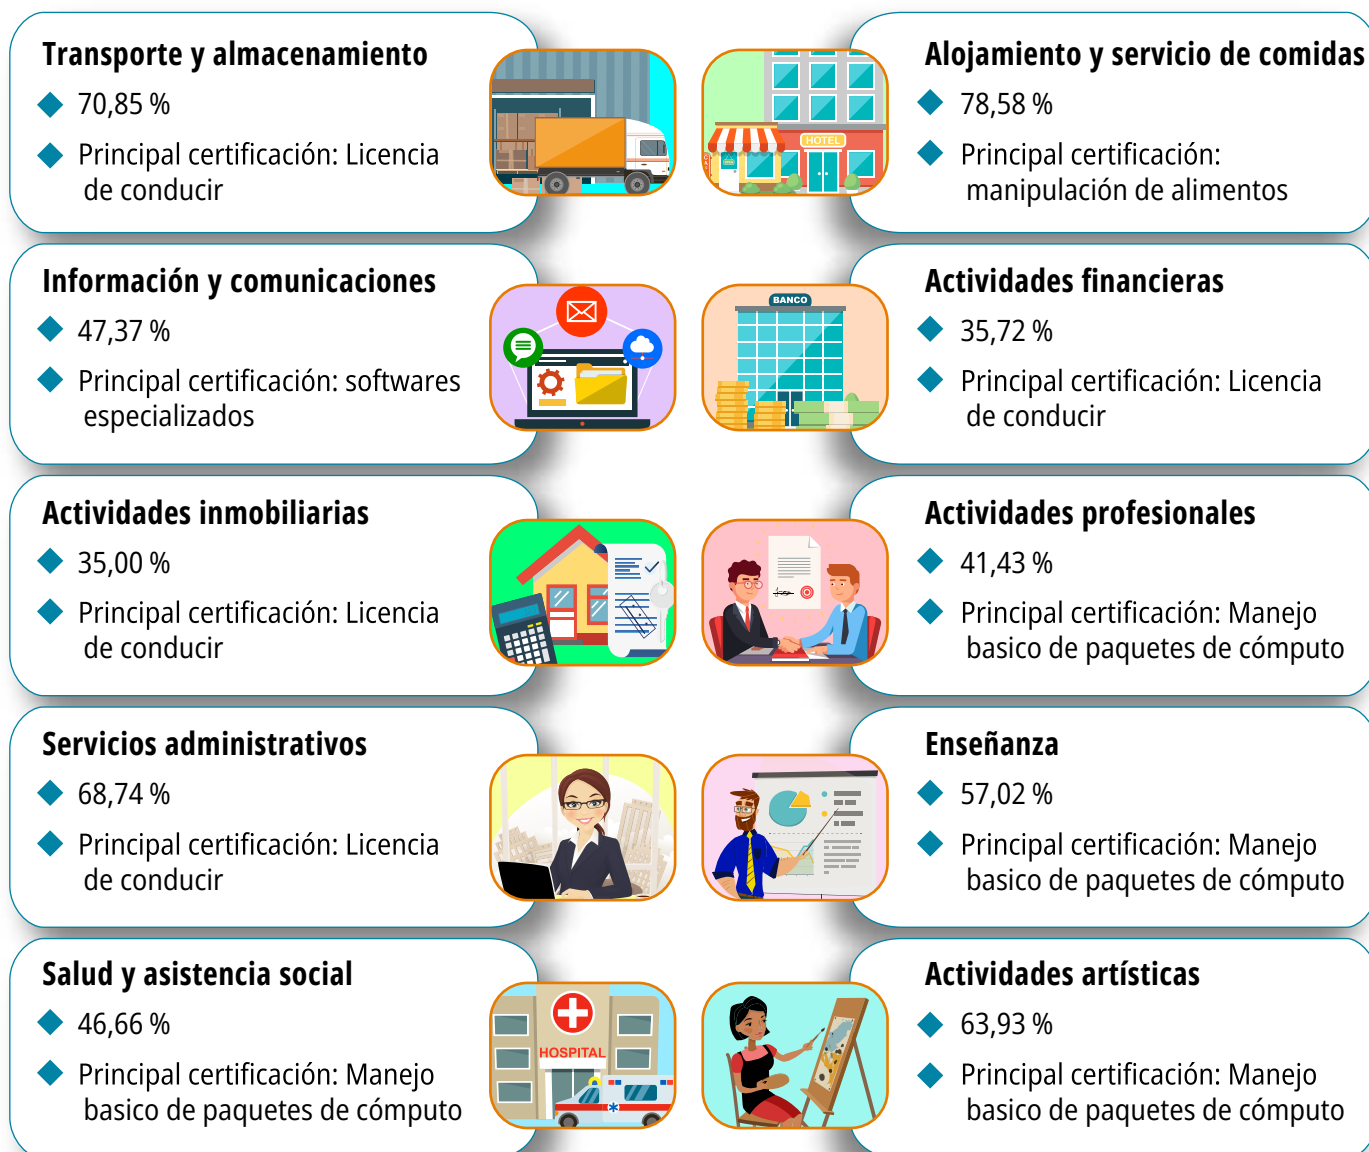 Transporte y almacenamiento
70,85 %
Principal certificación: Licencia
de conducir
Alojamiento y servicio de comidas
78,58 %
Principal certificación:
manipulación de alimentos
HOTEL
Información y comunicaciones
47,37 %
Principal certificación: softwares
especializados
BANCO
Actividades financieras
35,72 %
Principal certificación: Licencia
de conducir
Actividades inmobiliarias
35,00 %
Principal certificación: Licencia
de conducir
Actividades profesionales
41,43 %
Principal certificación: Manejo
basico de paquetes de cómputo
Servicios administrativos
68,74 %
Principal certificación: Licencia
de conducir
Enseñanza
57,02 %
Principal certificación: Manejo
basico de paquetes de cómputo
Salud y asistencia social
46,66 %
Principal certificación: Manejo
basico de paquetes de cómputo
HOSPITAL
Actividades artísticas
63,93 %
Principal certificación: Manejo
basico de paquetes de cómputo